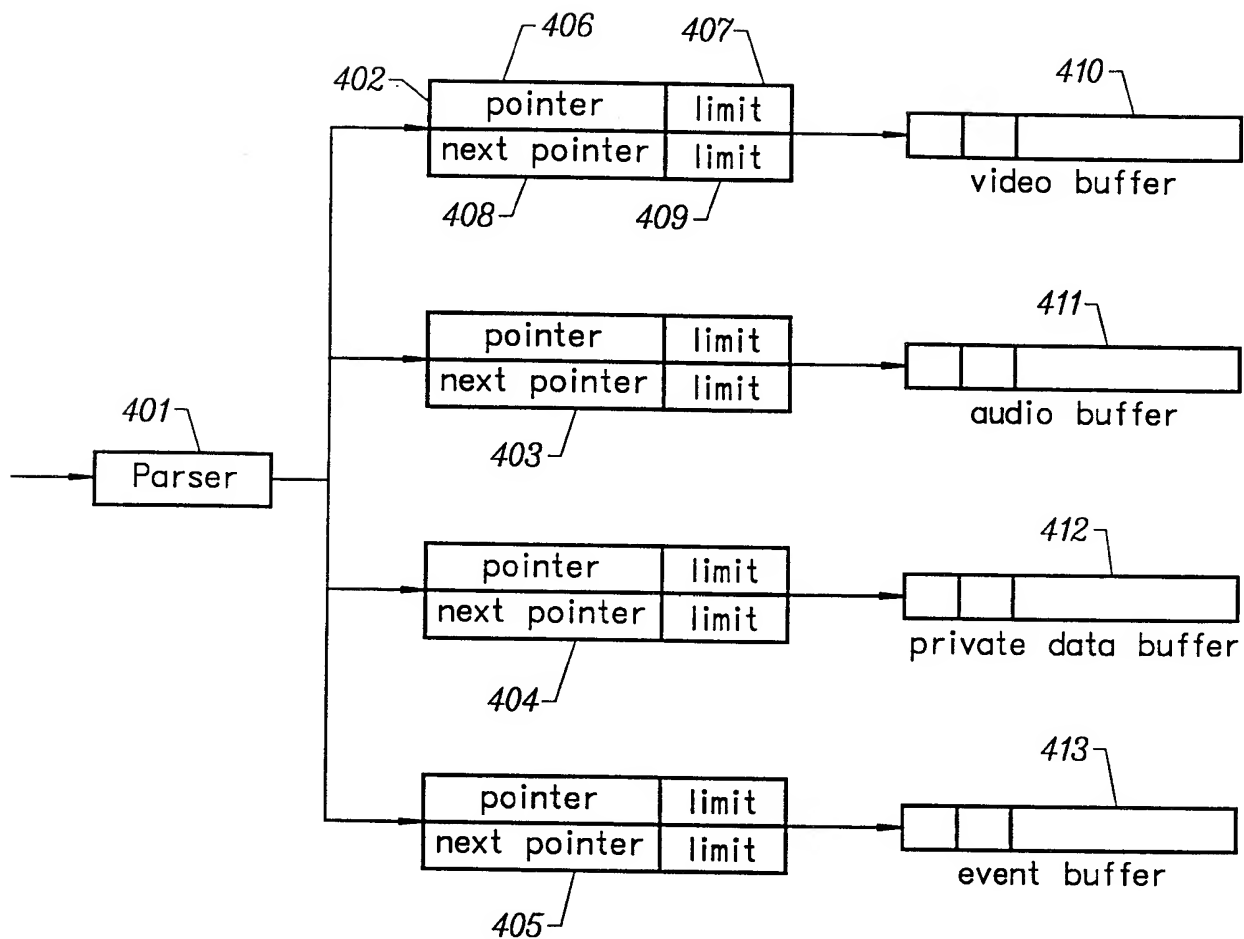 406
407
402
410
pointer limit
next pointer limit
video buffer
408
409
411
pointer limit
next pointer limit
audio buffer
401
403
Parser
412
pointer limit
next pointer limit
private data buffer
404
413
pointer limit
next pointer limit
event buffer
405